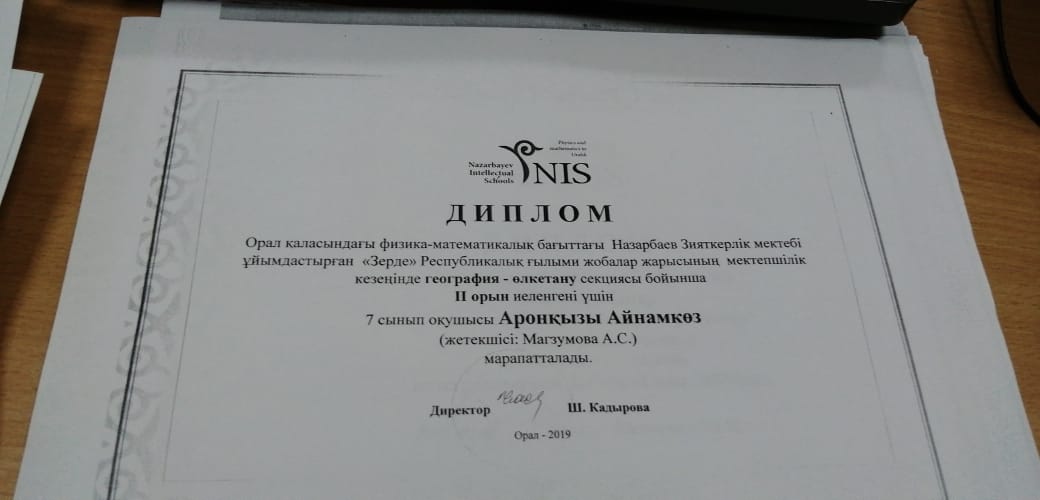 Physics and
mathematics in
Uralsk
Nazarbayev
Intellectual
Schools
NIS
ДИПЛОМ
Орал қаласындағы физика-математикалық бағыттағы Назарбаев Зияткерлік мектебі
ұйымдастырған «Зерде» Республикалық ғылыми жобалар жарысының мектепшілік
кезеңінде география - өлкетану секциясы бойынша
II орын иеленгені үшін
7 сынып оқушысы Аронқызы Айнамкөз
(жетекшісі: Магзумова А.С.)
марапатталады.
Директор Ш. Кадырова
Орал - 2019